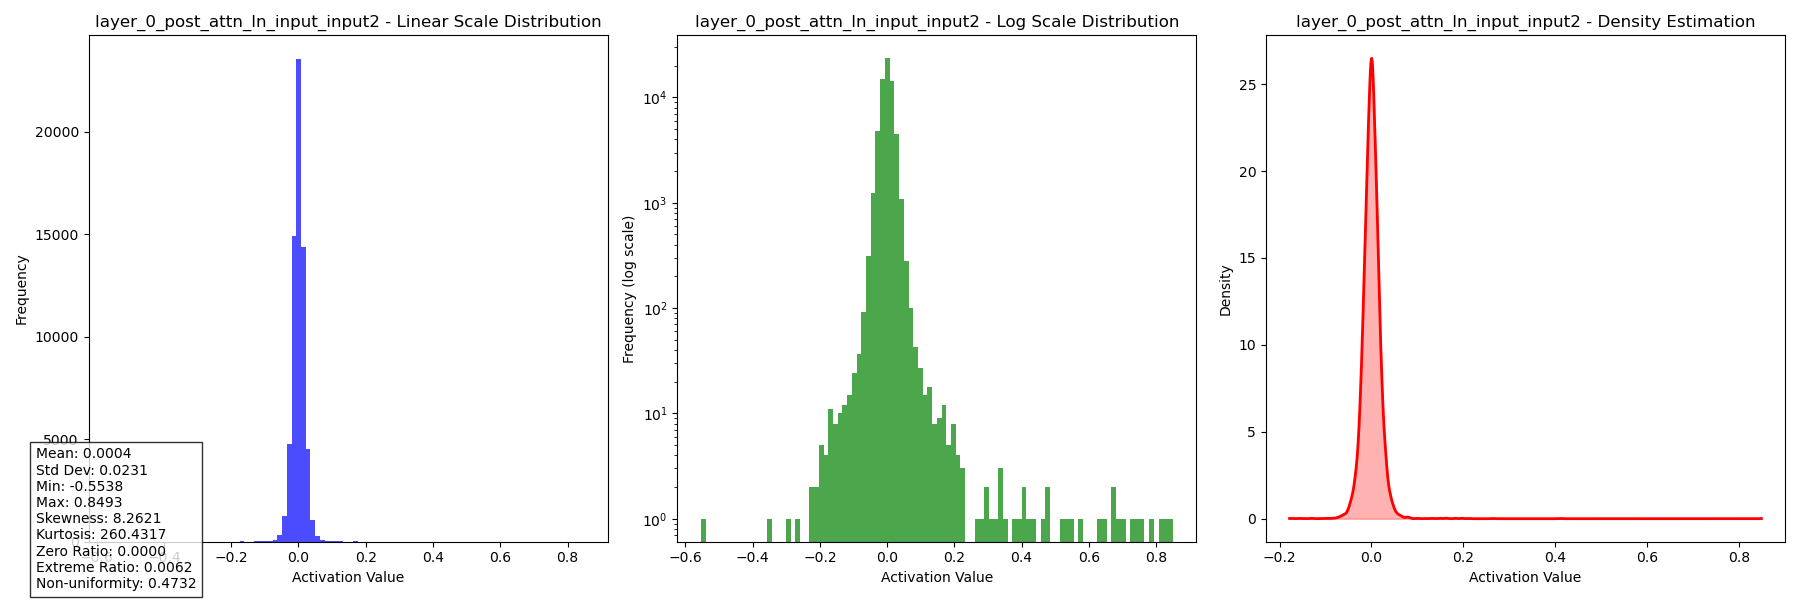 layer_0_post_attn_ln_input_input2 - Linear Scale Distribution
20000
15000
10000
5000
0
Frequency
−0.4
−0.2
0.0
0.2
0.4
0.6
0.8
Activation Value
Mean: 0.0004
Std Dev: 0.0231
Min: -0.5538
Max: 0.8493
Skewness: 8.2621
Kurtosis: 260.4317
Zero Ratio: 0.0000
Extreme Ratio: 0.0062
Non-uniformity: 0.4732
layer_0_post_attn_ln_input_input2 - Log Scale Distribution
10⁴
10³
10²
10¹
10⁰
Frequency (log scale)
−0.6
−0.4
−0.2
0.0
0.2
0.4
0.6
0.8
Activation Value
layer_0_post_attn_ln_input_input2 - Density Estimation
25
20
15
10
5
0
Density
−0.2
0.0
0.2
0.4
0.6
0.8
Activation Value